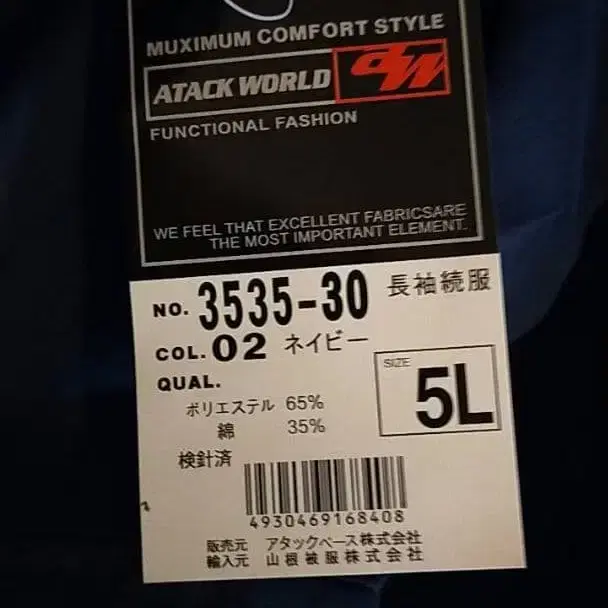 MUXIMUM COMFORT STYLE
ATACK WORLD aW
FUNCTIONAL FASHION
WE FEEL THAT EXCELLENT FABRICSARE
THE MOST IMPORTANT ELEMENT.
NO. 3535-30 長袖続服
COL. 02 ネイビー
QUAL.
SIZE
5L
ポリエステル 65%
綿 35%
検針済
4930469168408
販売元 アタックベース株式会社
輸入元 山根被服株式会社